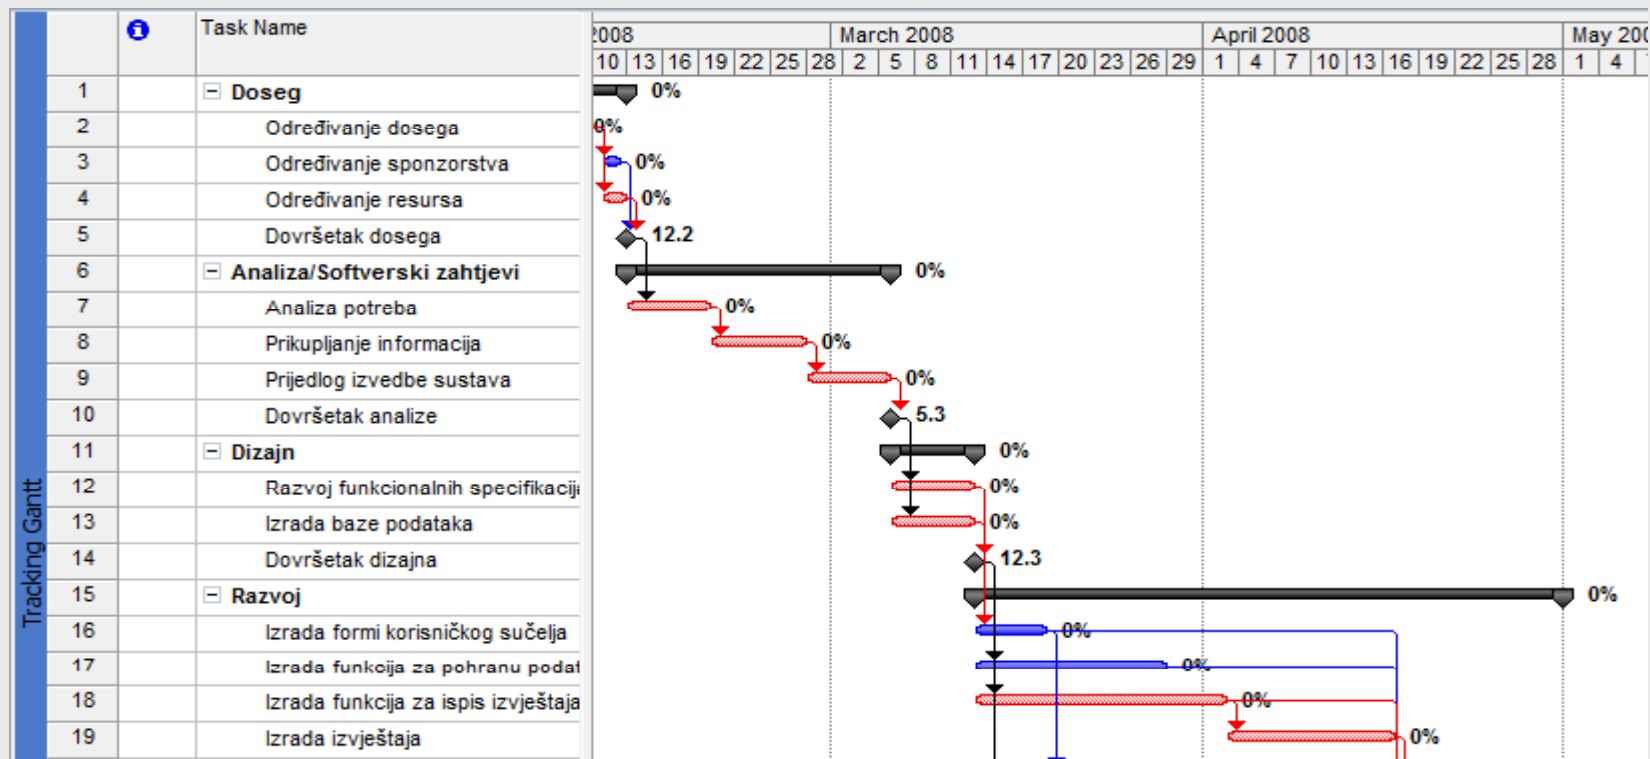 Task Name
2008 March 2008 April 2008 May 200
10 13 16 19 22 25 28 2 5 8 11 14 17 20 23 26 29 1 4 7 10 13 16 19 22 25 28 1 4
1 Doseg 0%
2 Određivanje dosega 0%
3 Određivanje sponzorstva 0%
4 Određivanje resursa 0%
5 Dovršetak dosega 12.2
6 Analiza/Softverski zahtjevi 0%
7 Analiza potreba 0%
8 Prikupljanje informacija 0%
9 Prijedlog izvedbe sustava 0%
10 Dovršetak analize 5.3
11 Dizajn 0%
12 Razvoj funkcionalnih specifikacij 0%
13 Izrada baze podataka 0%
14 Dovršetak dizajna 12.3
15 Razvoj 0%
16 Izrada formi korisničkog sučelja 0%
17 Izrada funkcija za pohranu podat 0%
18 Izrada funkcija za ispis izvještaja 0%
19 Izrada izvještaja 0%
Tracking Gantt